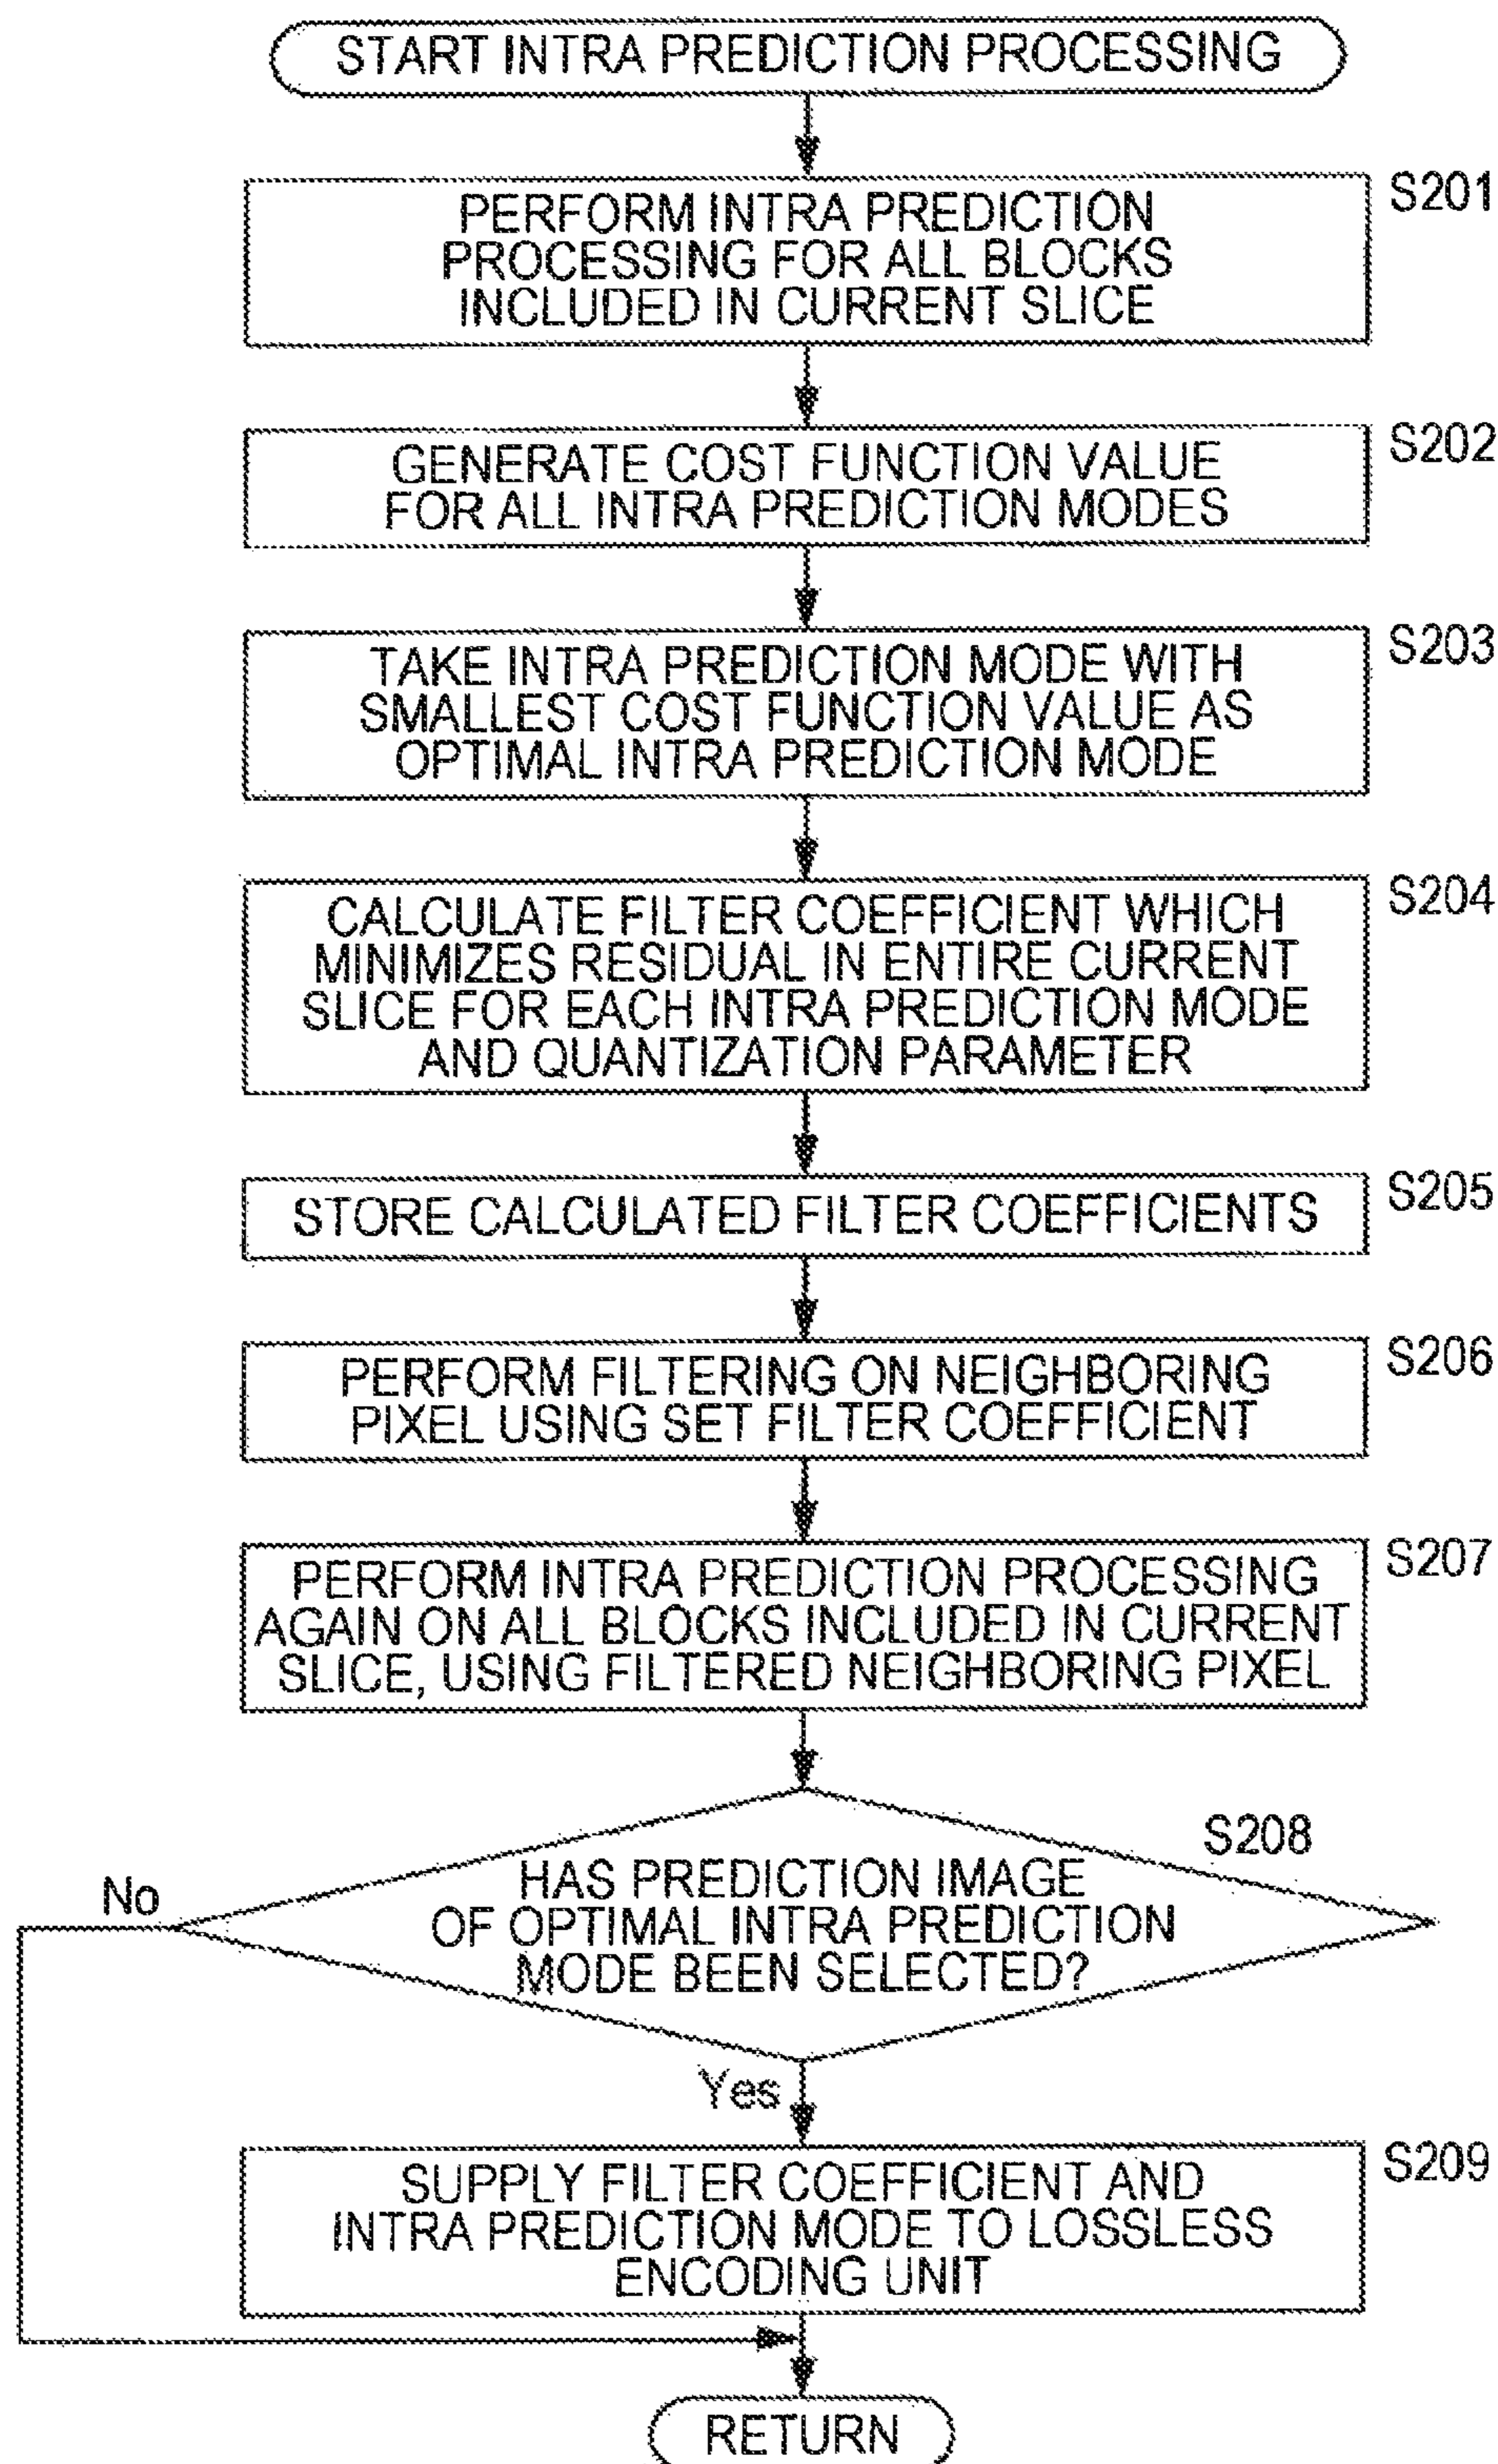 START INTRA PREDICTION PROCESSING
S201
PERFORM INTRA PREDICTION
PROCESSING FOR ALL BLOCKS
INCLUDED IN CURRENT SLICE
S202
GENERATE COST FUNCTION VALUE
FOR ALL INTRA PREDICTION MODES
S203
TAKE INTRA PREDICTION MODE WITH
SMALLEST COST FUNCTION VALUE AS
OPTIMAL INTRA PREDICTION MODE
S204
CALCULATE FILTER COEFFICIENT WHICH
MINIMIZES RESIDUAL IN ENTIRE CURRENT
SLICE FOR EACH INTRA PREDICTION MODE
AND QUANTIZATION PARAMETER
S205
STORE CALCULATED FILTER COEFFICIENTS
S206
PERFORM FILTERING ON NEIGHBORING
PIXEL USING SET FILTER COEFFICIENT
S207
PERFORM INTRA PREDICTION PROCESSING
AGAIN ON ALL BLOCKS INCLUDED IN CURRENT
SLICE, USING FILTERED NEIGHBORING PIXEL
S208
No
HAS PREDICTION IMAGE
OF OPTIMAL INTRA PREDICTION
MODE BEEN SELECTED?
Yes
S209
SUPPLY FILTER COEFFICIENT AND
INTRA PREDICTION MODE TO LOSSLESS
ENCODING UNIT
RETURN